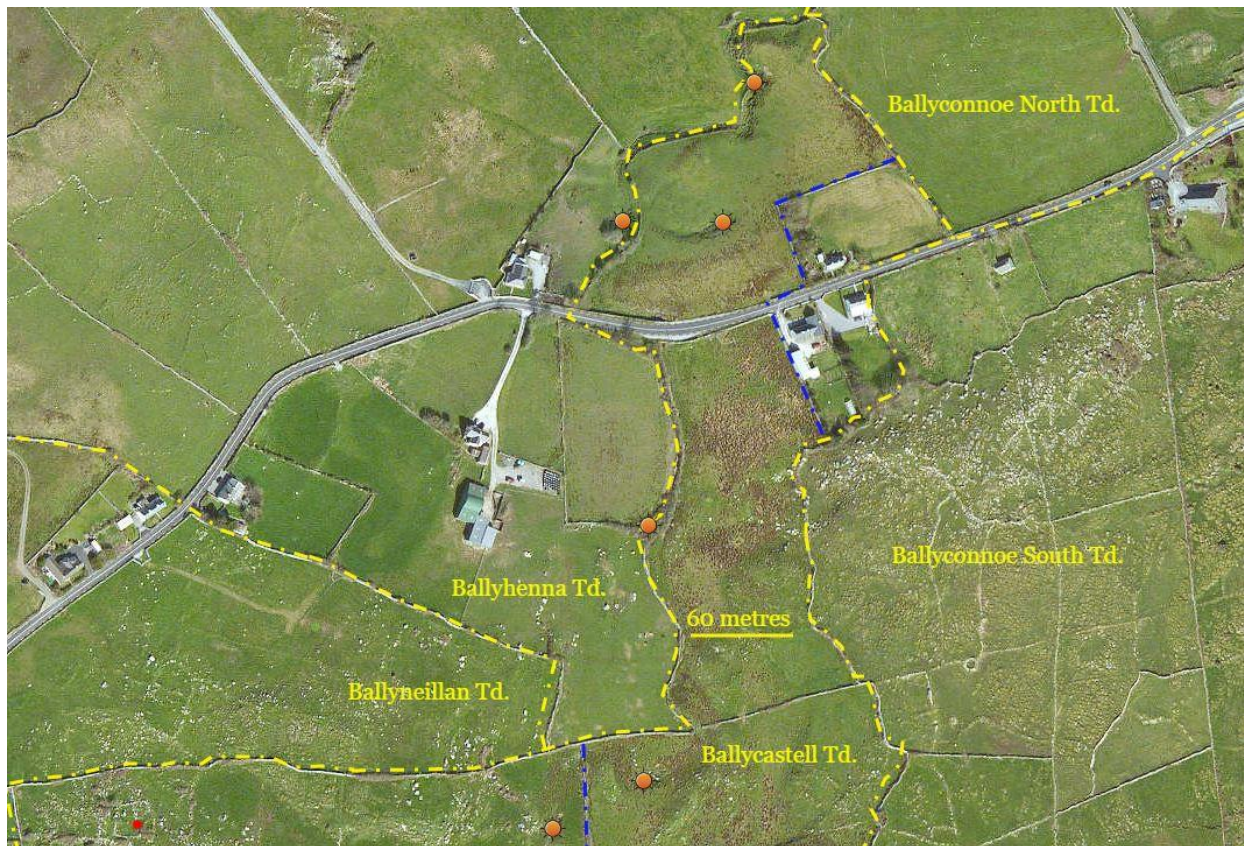 Ballyconnoe North Td.
Ballyconnoe South Td.
Ballyhenna Td.
60 metres
Ballyneillan Td.
Ballycastell Td.